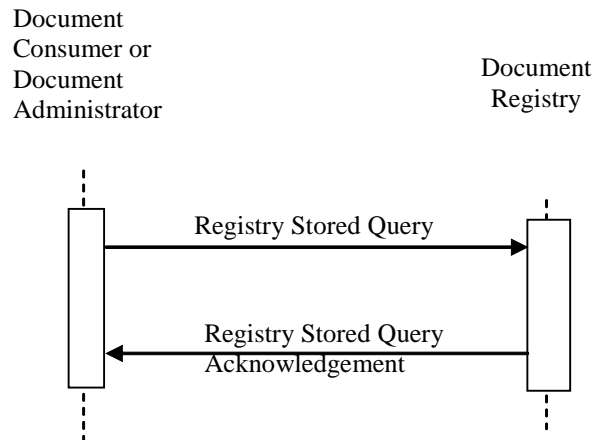 Document
Consumer or
Document
Administrator
Document
Registry
Registry Stored Query
Registry Stored Query
Acknowledgement